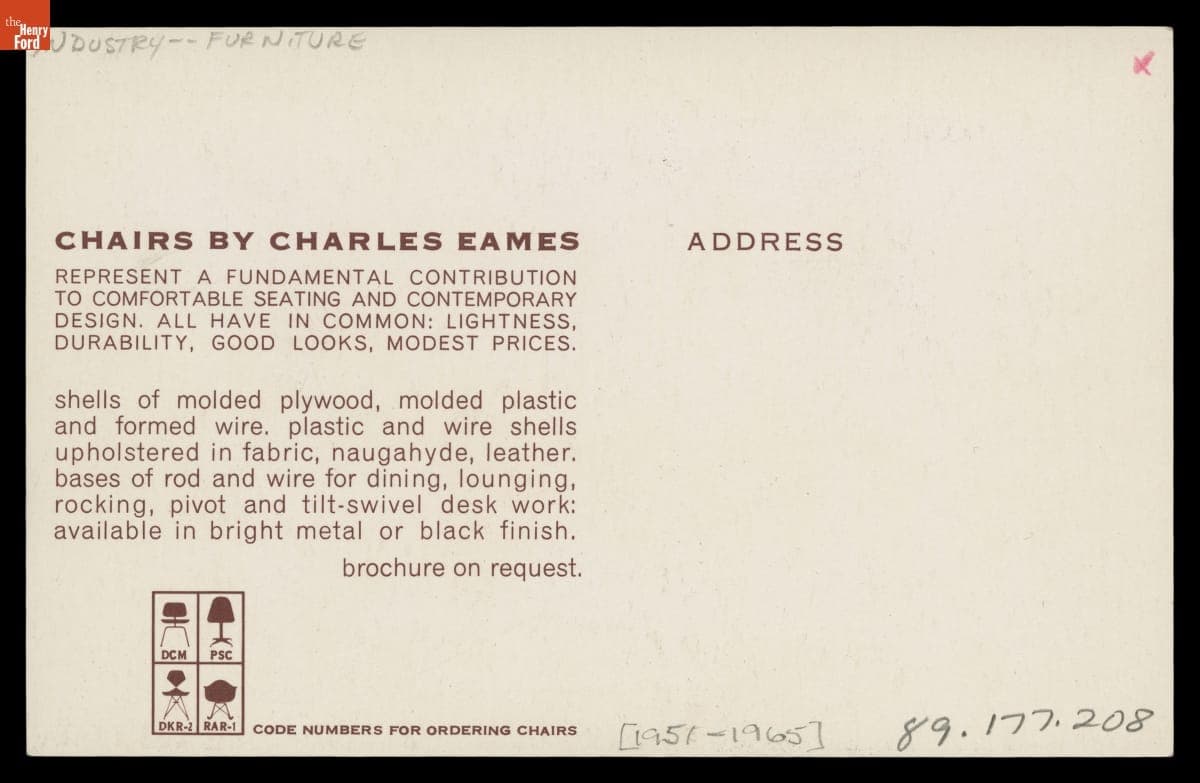 the
Henry
Ford
INDUSTRY -- FURNITURE
CHAIRS BY CHARLES EAMES
REPRESENT A FUNDAMENTAL CONTRIBUTION
TO COMFORTABLE SEATING AND CONTEMPORARY
DESIGN. ALL HAVE IN COMMON: LIGHTNESS,
DURABILITY, GOOD LOOKS, MODEST PRICES.
shells of molded plywood, molded plastic
and formed wire. plastic and wire shells
upholstered in fabric, naugahyde, leather.
bases of rod and wire for dining, lounging,
rocking, pivot and tilt-swivel desk work:
available in bright metal or black finish.
brochure on request.
DCM PSC
DKR-2 RAR-1
CODE NUMBERS FOR ORDERING CHAIRS
ADDRESS
[1951-1965]
89.177.208